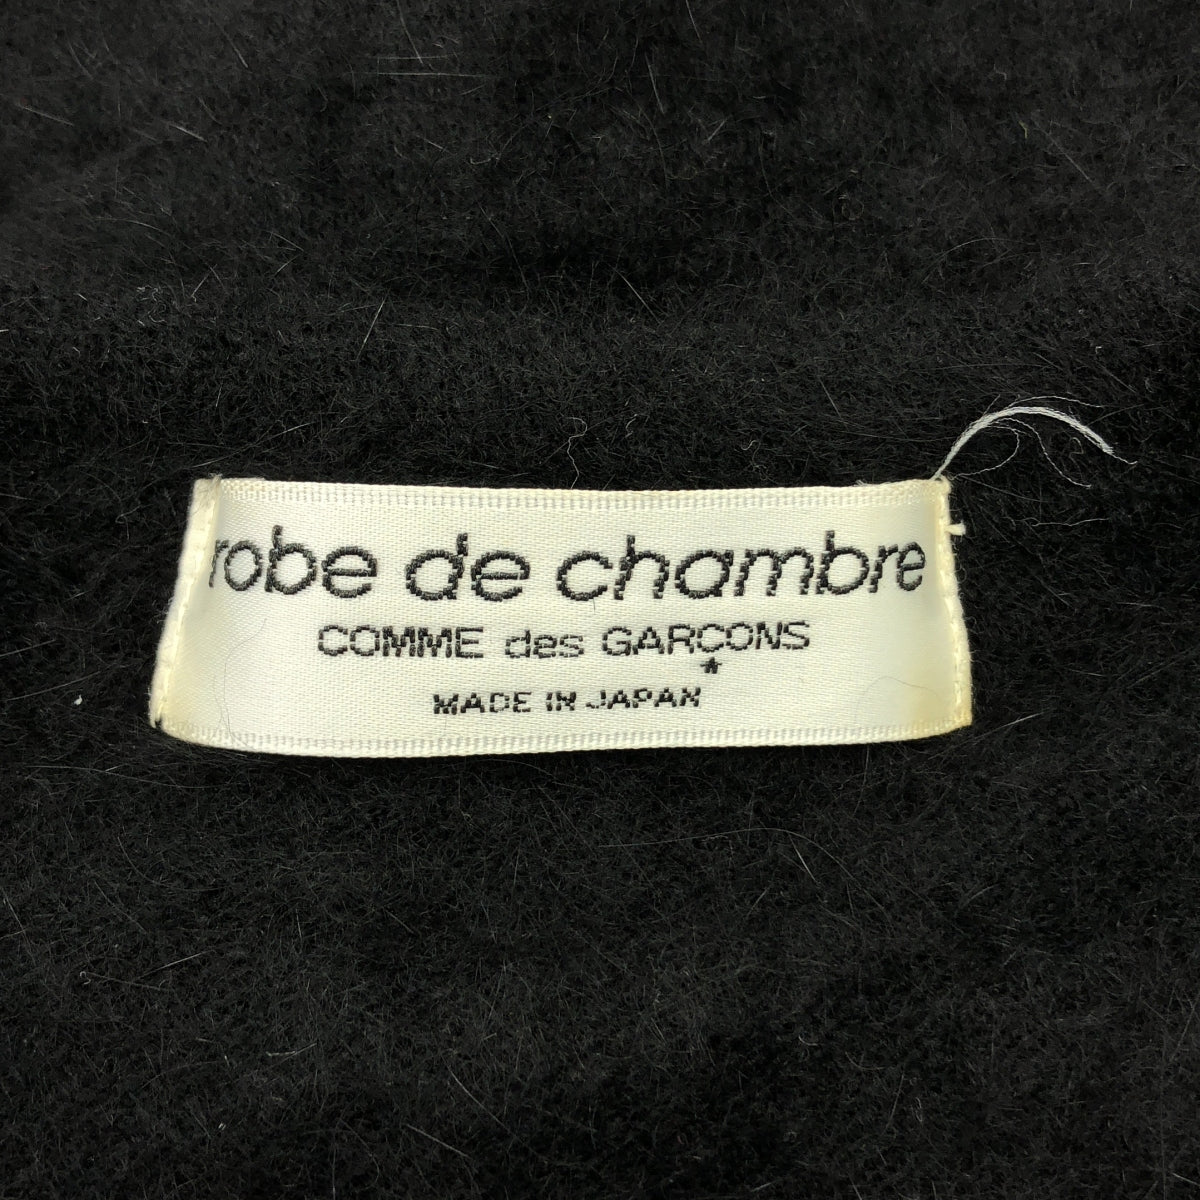 robe de chambre
COMME des GARÇONS
MADE IN JAPAN